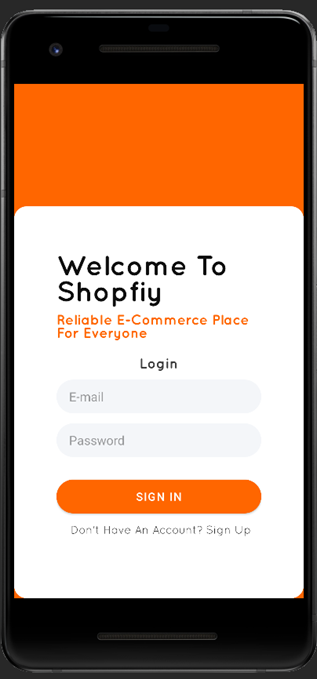 Welcome To
Shopfiy
Reliable E-Commerce Place
For Everyone
Login
E-mail
Password
SIGN IN
Don't Have An Account? Sign Up